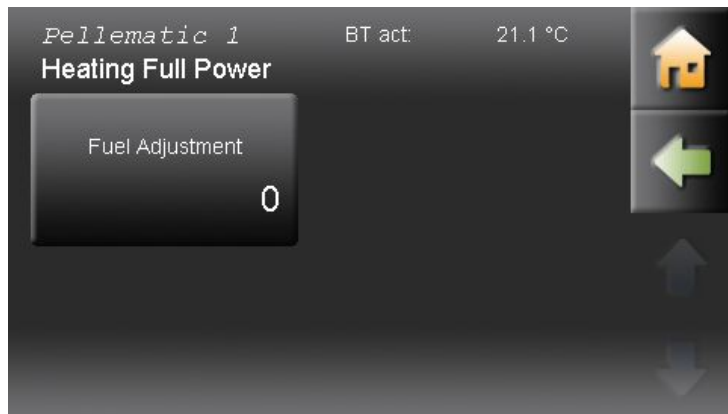 Pellematic 1 BT act: 21.1 °C
Heating Full Power
Fuel Adjustment
0